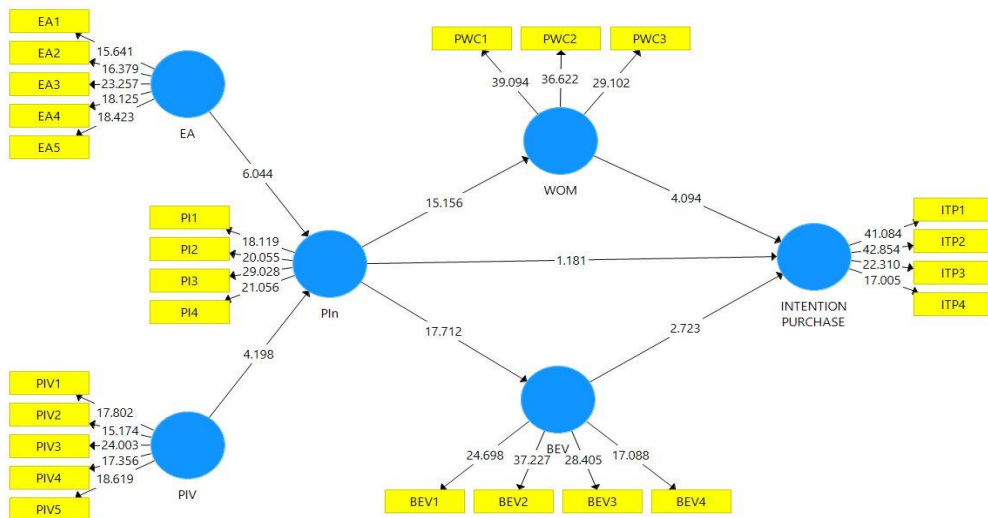 EA1
EA2
EA3
EA4
EA5
15.641
16.379
23.257
18.125
18.423
EA
6.044
PWC1
PWC2
PWC3
39.094
36.622
29.102
WOM
15.156
4.094
PI1
PI2
PI3
PI4
18.119
20.055
29.028
21.056
PIn
1.181
ITP1
ITP2
ITP3
ITP4
41.084
42.854
22.310
17.005
INTENTION
PURCHASE
4.198
17.712
2.723
PIV1
PIV2
PIV3
PIV4
PIV5
17.802
15.174
24.003
17.356
18.619
PIV
BEV
24.698
37.227
28.405
17.088
BEV1
BEV2
BEV3
BEV4